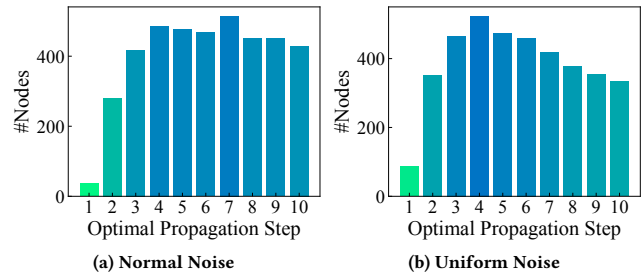 #Nodes
400
200
0
1 2 3 4 5 6 7 8 9 10
Optimal Propagation Step
(a) Normal Noise
#Nodes
400
200
0
1 2 3 4 5 6 7 8 9 10
Optimal Propagation Step
(b) Uniform Noise